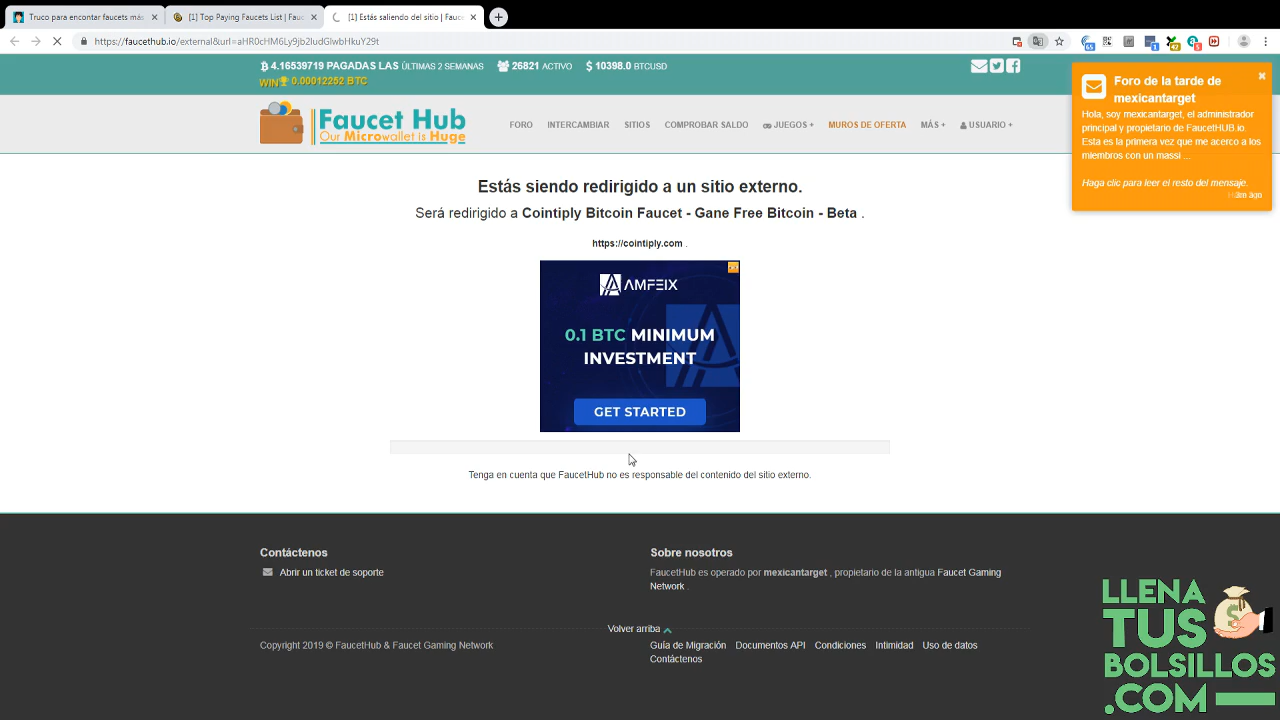 Truco para encontar faucets más
[1] Top Paying Faucets List | Fauc
[1] Estás saliendo del sitio | Fauce
https://faucethub.io/external&url=aHR0cHM6Ly9jb2ludGlwbHkuY29t
4.16539719 PAGADAS LAS ÚLTIMAS 2 SEMANAS 26821 ACTIVO $ 10398.0 BTCUSD
WIN 0.00012252 BTC
Faucet Hub
Our Microwallet is Huge
FORO INTERCAMBIAR SITIOS COMPROBAR SALDO JUEGOS + MUROS DE OFERTA MÁS + USUARIO +
Foro de la tarde de
mexicantarget
Hola, soy mexicantarget, el administrador
principal y propietario de FaucetHUB.io.
Esta es la primera vez que me acerco a los
miembros con un massi ...
Haga clic para leer el resto del mensaje.
ago
Estás siendo redirigido a un sitio externo.
Será redirigido a Cointiply Bitcoin Faucet - Gane Free Bitcoin - Beta .
https://cointiply.com .
AMFEIX
0.1 BTC MINIMUM
INVESTMENT
GET STARTED
Tenga en cuenta que FaucetHub no es responsable del contenido del sitio externo.
Contáctenos
Abrir un ticket de soporte
Sobre nosotros
FaucetHub es operado por mexicantarget , propietario de la antigua Faucet Gaming
Network .
Volver arriba
Copyright 2019 © FaucetHub & Faucet Gaming Network
Guía de Migración Documentos API Condiciones Intimidad Uso de datos
Contáctenos
LLENA
TUS
BOLSILLOS
.COM